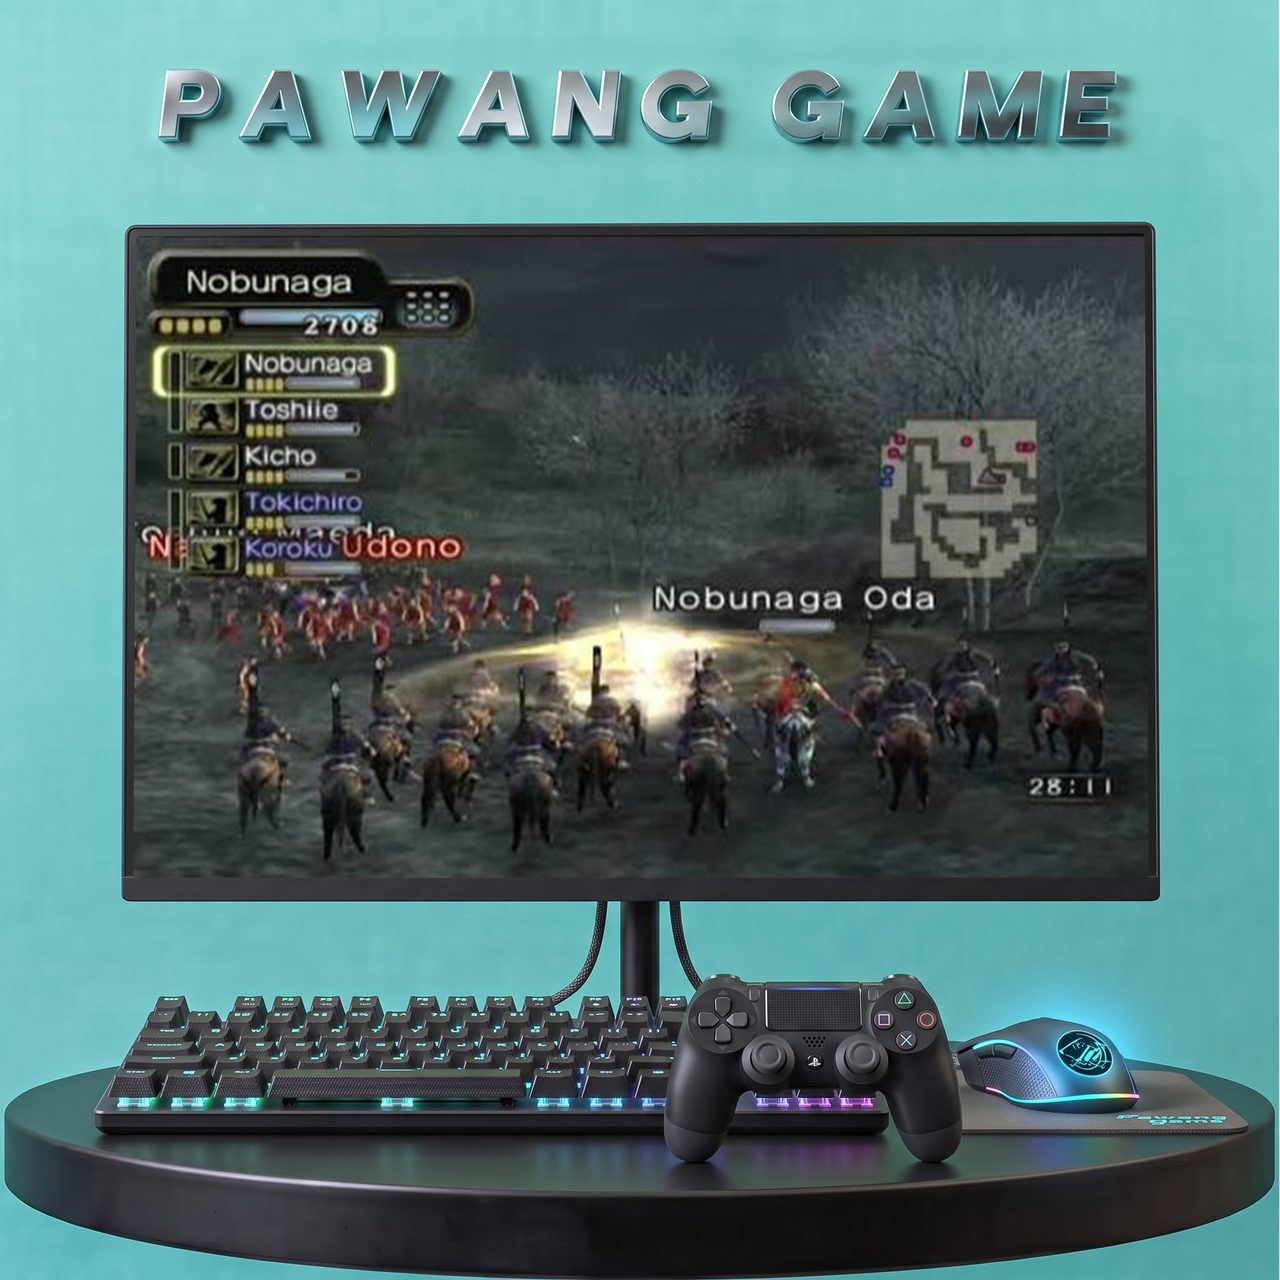 PAWANG GAME
Nobunaga
2708
Nobunaga
Toshiie
Kicho
Tokichiro
Koroku Udono
Nobunaga Oda
28:11
Pawang
game